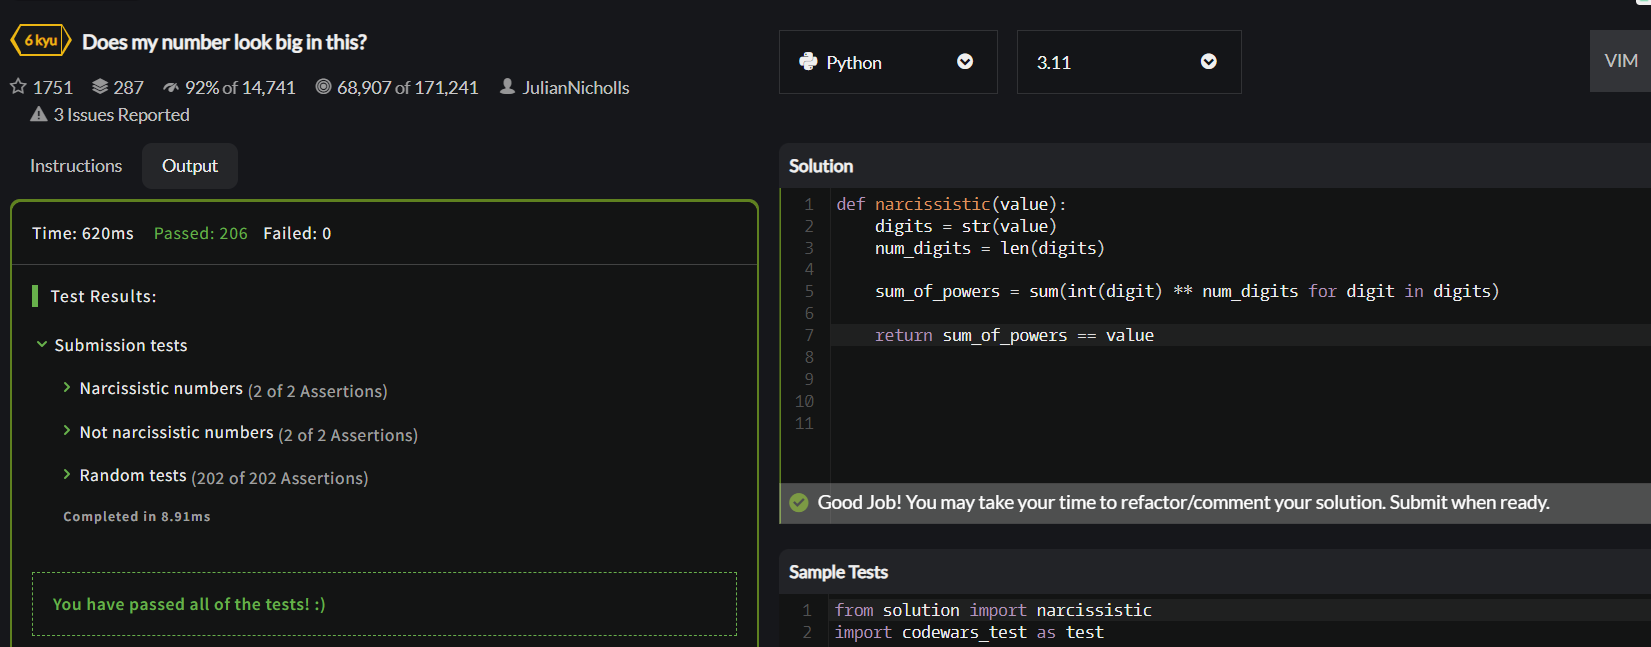 6 kyu Does my number look big in this?
1751 287 92% of 14,741 68,907 of 171,241 JulianNicholls
3 Issues Reported
Instructions Output
Time: 620ms Passed: 206 Failed: 0
Test Results:
Submission tests
Narcissistic numbers (2 of 2 Assertions)
Not narcissistic numbers (2 of 2 Assertions)
Random tests (202 of 202 Assertions)
Completed in 8.91ms
You have passed all of the tests! :)
Python 3.11 VIM
Solution
1 def narcissistic(value):
2     digits = str(value)
3     num_digits = len(digits)
4
5     sum_of_powers = sum(int(digit) ** num_digits for digit in digits)
6
7     return sum_of_powers == value
8
9
10
11
Good Job! You may take your time to refactor/comment your solution. Submit when ready.
Sample Tests
1 from solution import narcissistic
2 import codewars_test as test